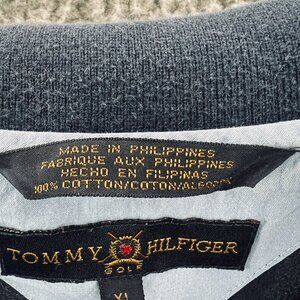 MADE IN PHILIPPINES
FABRIQUE AUX PHILIPPINES
HECHO EN FILIPINAS
100% COTTON/COTON/ALGODON
TOMMY HILFIGER
GOLF
XL